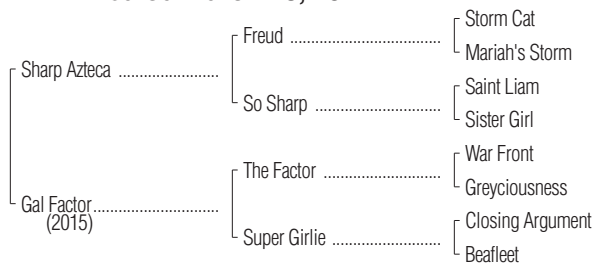 Freud
Storm Cat
Mariah's Storm
Sharp Azteca
So Sharp
Saint Liam
Sister Girl
The Factor
War Front
Greyciousness
Gal Factor
(2015)
Super Girlie
Closing Argument
Beafleet